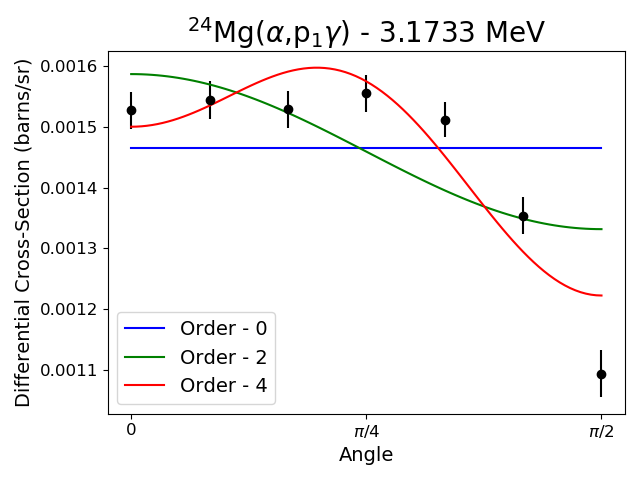 ²⁴Mg(α,p₁γ) - 3.1733 MeV
Differential Cross-Section (barns/sr)
0.0016
0.0015
0.0014
0.0013
0.0012
0.0011
Order - 0
Order - 2
Order - 4
0
π/4
π/2
Angle